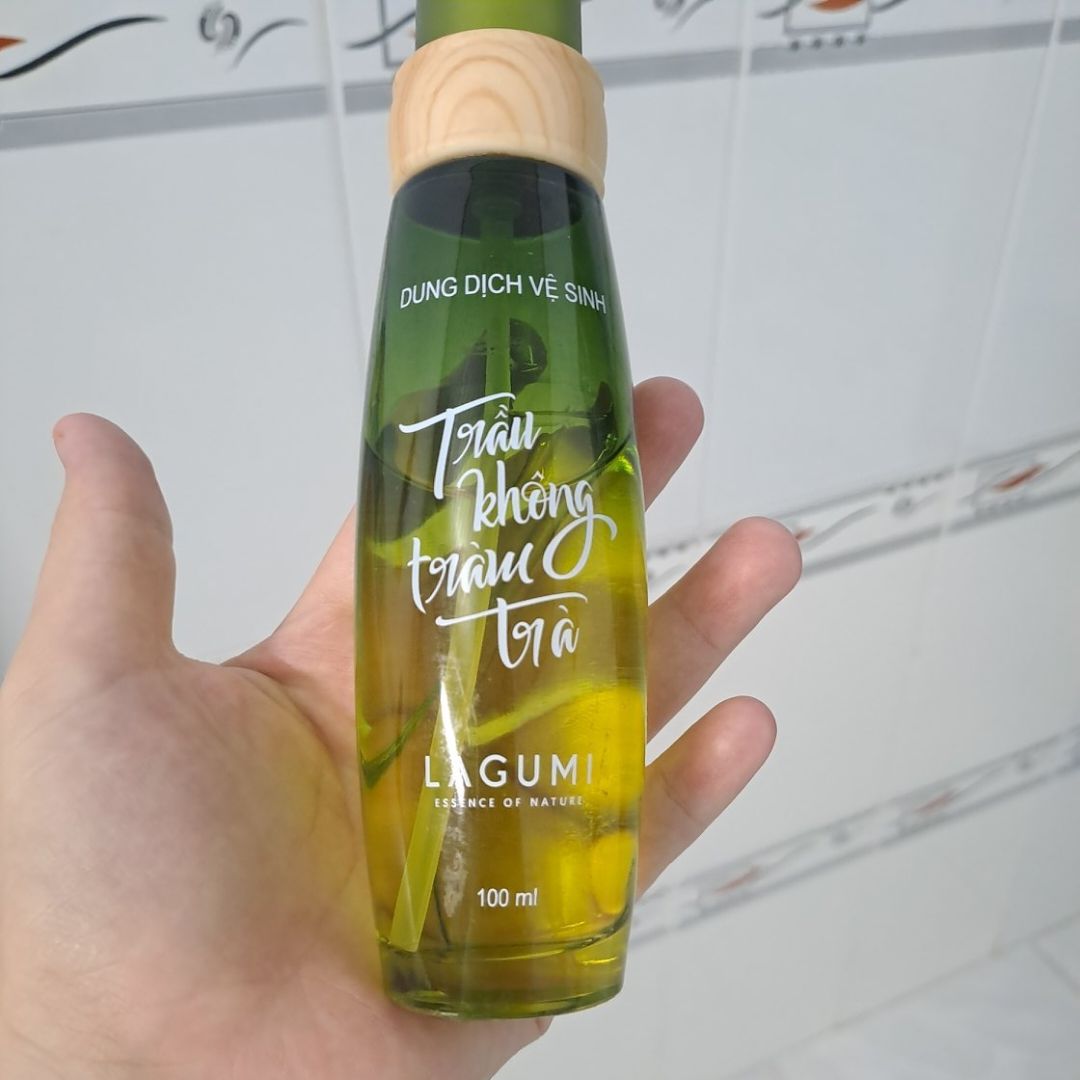 DUNG DỊCH VỆ SINH
Trầu
không
tràm
trà
LAGUMI
ESSENCE OF NATURE
100 ml